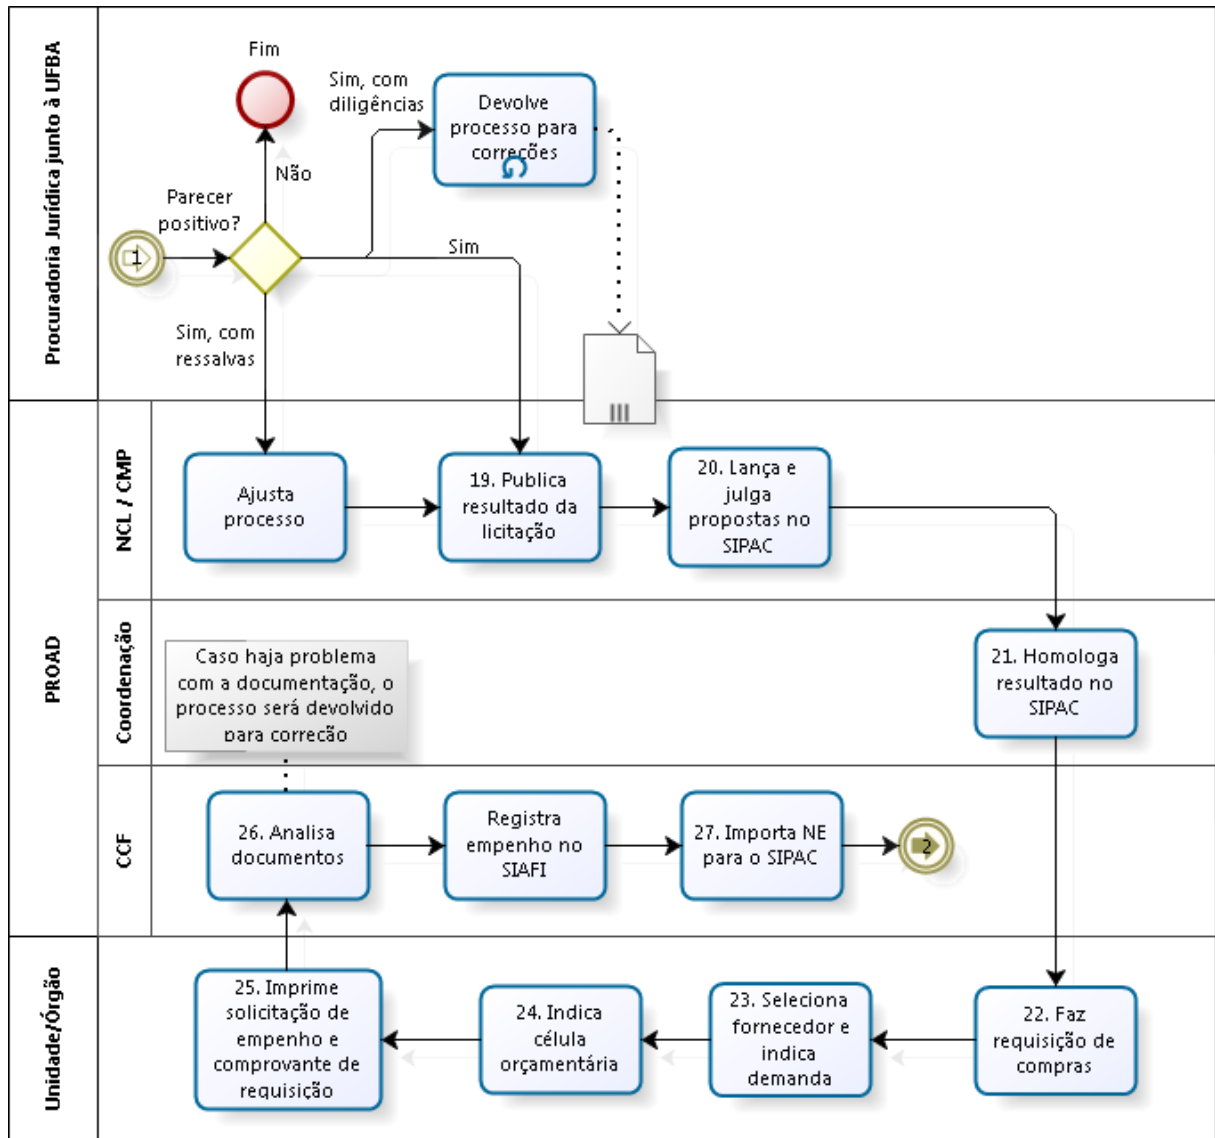 Procuradoria Jurídica junto à UFBA
Fim
Sim, com
diligências
Devolve
processo para
correções
Não
Parecer
positivo?
1
Sim
Sim, com
ressalvas
PROAD
NCL / CMP
Ajusta
processo
19. Publica
resultado da
licitação
20. Lança e
julga
propostas no
SIPAC
Coordenação
Caso haja problema
com a documentação, o
processo será devolvido
para correção
21. Homologa
resultado no
SIPAC
CCF
26. Analisa
documentos
Registra
empenho no
SIAFI
27. Importa NE
para o SIPAC
2
Unidade/Órgão
25. Imprime
solicitação de
empenho e
comprovante de
requisição
24. Indica
célula
orçamentária
23. Seleciona
fornecedor e
indica
demanda
22. Faz
requisição de
compras